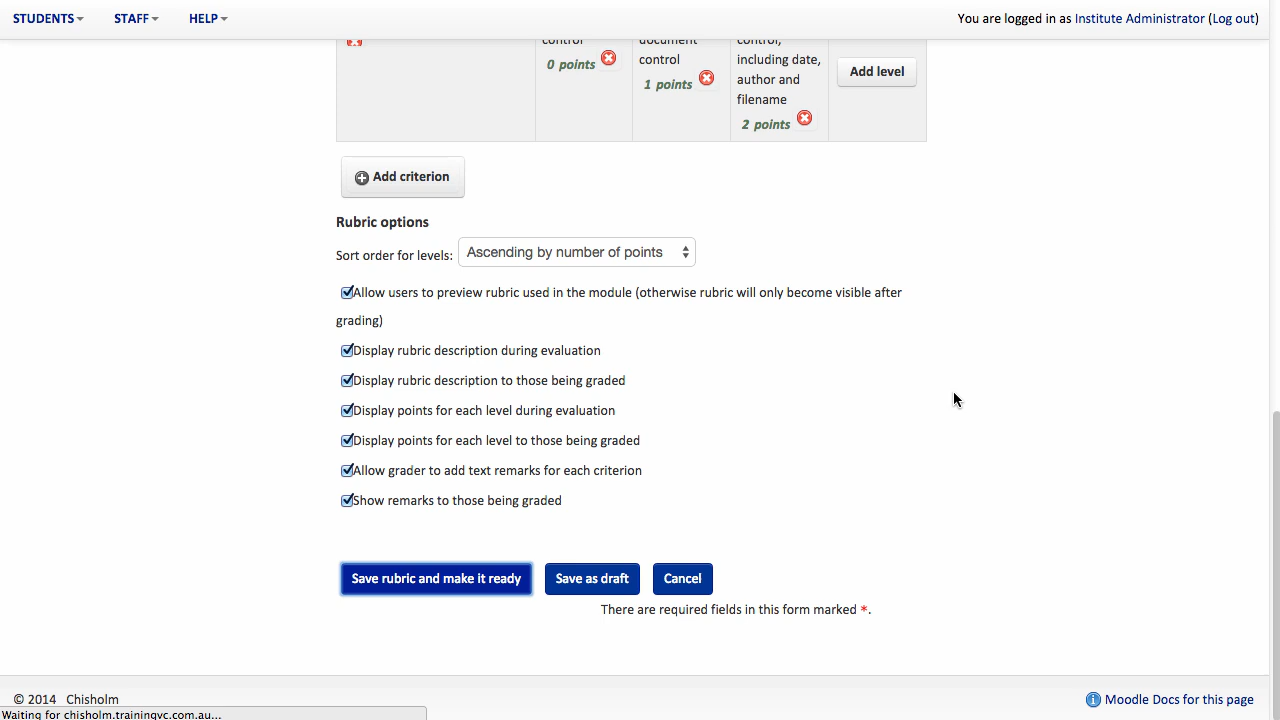 STUDENTS STAFF HELP You are logged in as Institute Administrator (Log out)
control document control,
0 points control including date, Add level
1 points author and
filename
2 points
Add criterion
Rubric options
Sort order for levels: Ascending by number of points
Allow users to preview rubric used in the module (otherwise rubric will only become visible after
grading)
Display rubric description during evaluation
Display rubric description to those being graded
Display points for each level during evaluation
Display points for each level to those being graded
Allow grader to add text remarks for each criterion
Show remarks to those being graded
Save rubric and make it ready Save as draft Cancel
There are required fields in this form marked *.
© 2014 Chisholm Moodle Docs for this page
Waiting for chisholm.trainingvc.com.au...